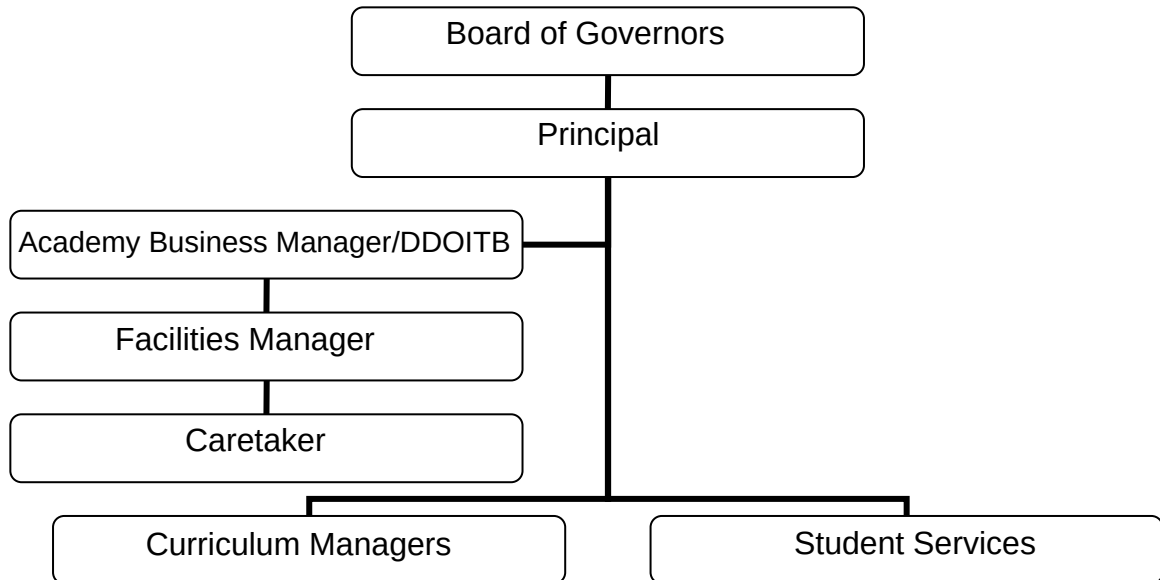 Board of Governors
Principal
Academy Business Manager/DDOITB
Facilities Manager
Caretaker
Curriculum Managers
Student Services